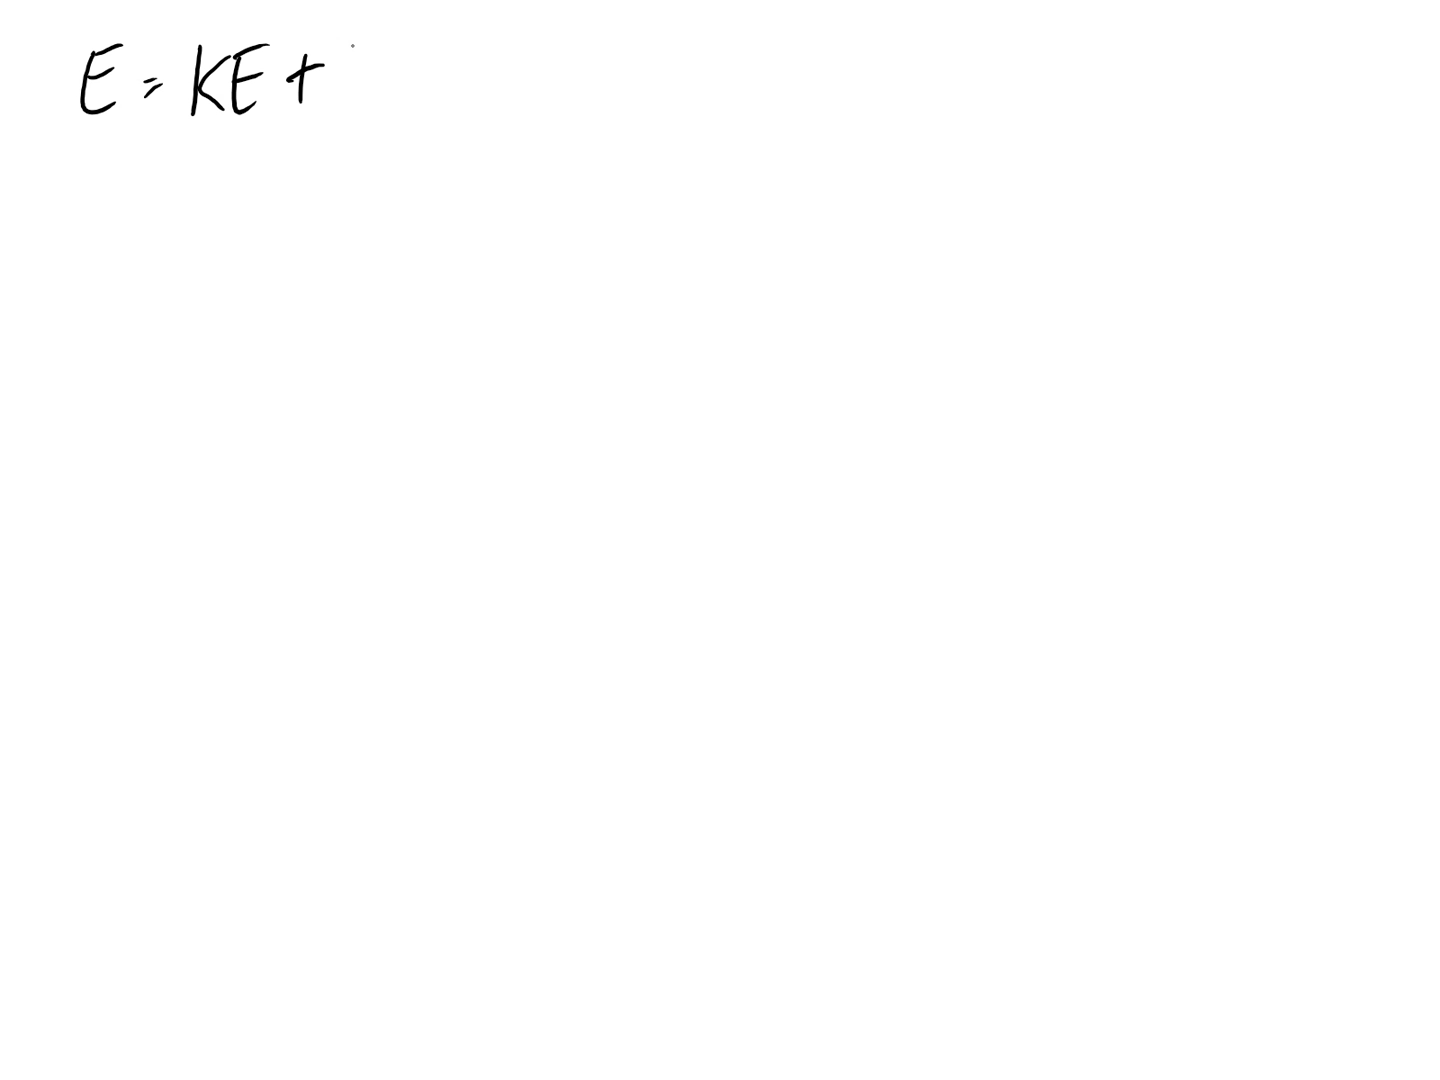 E = KE +